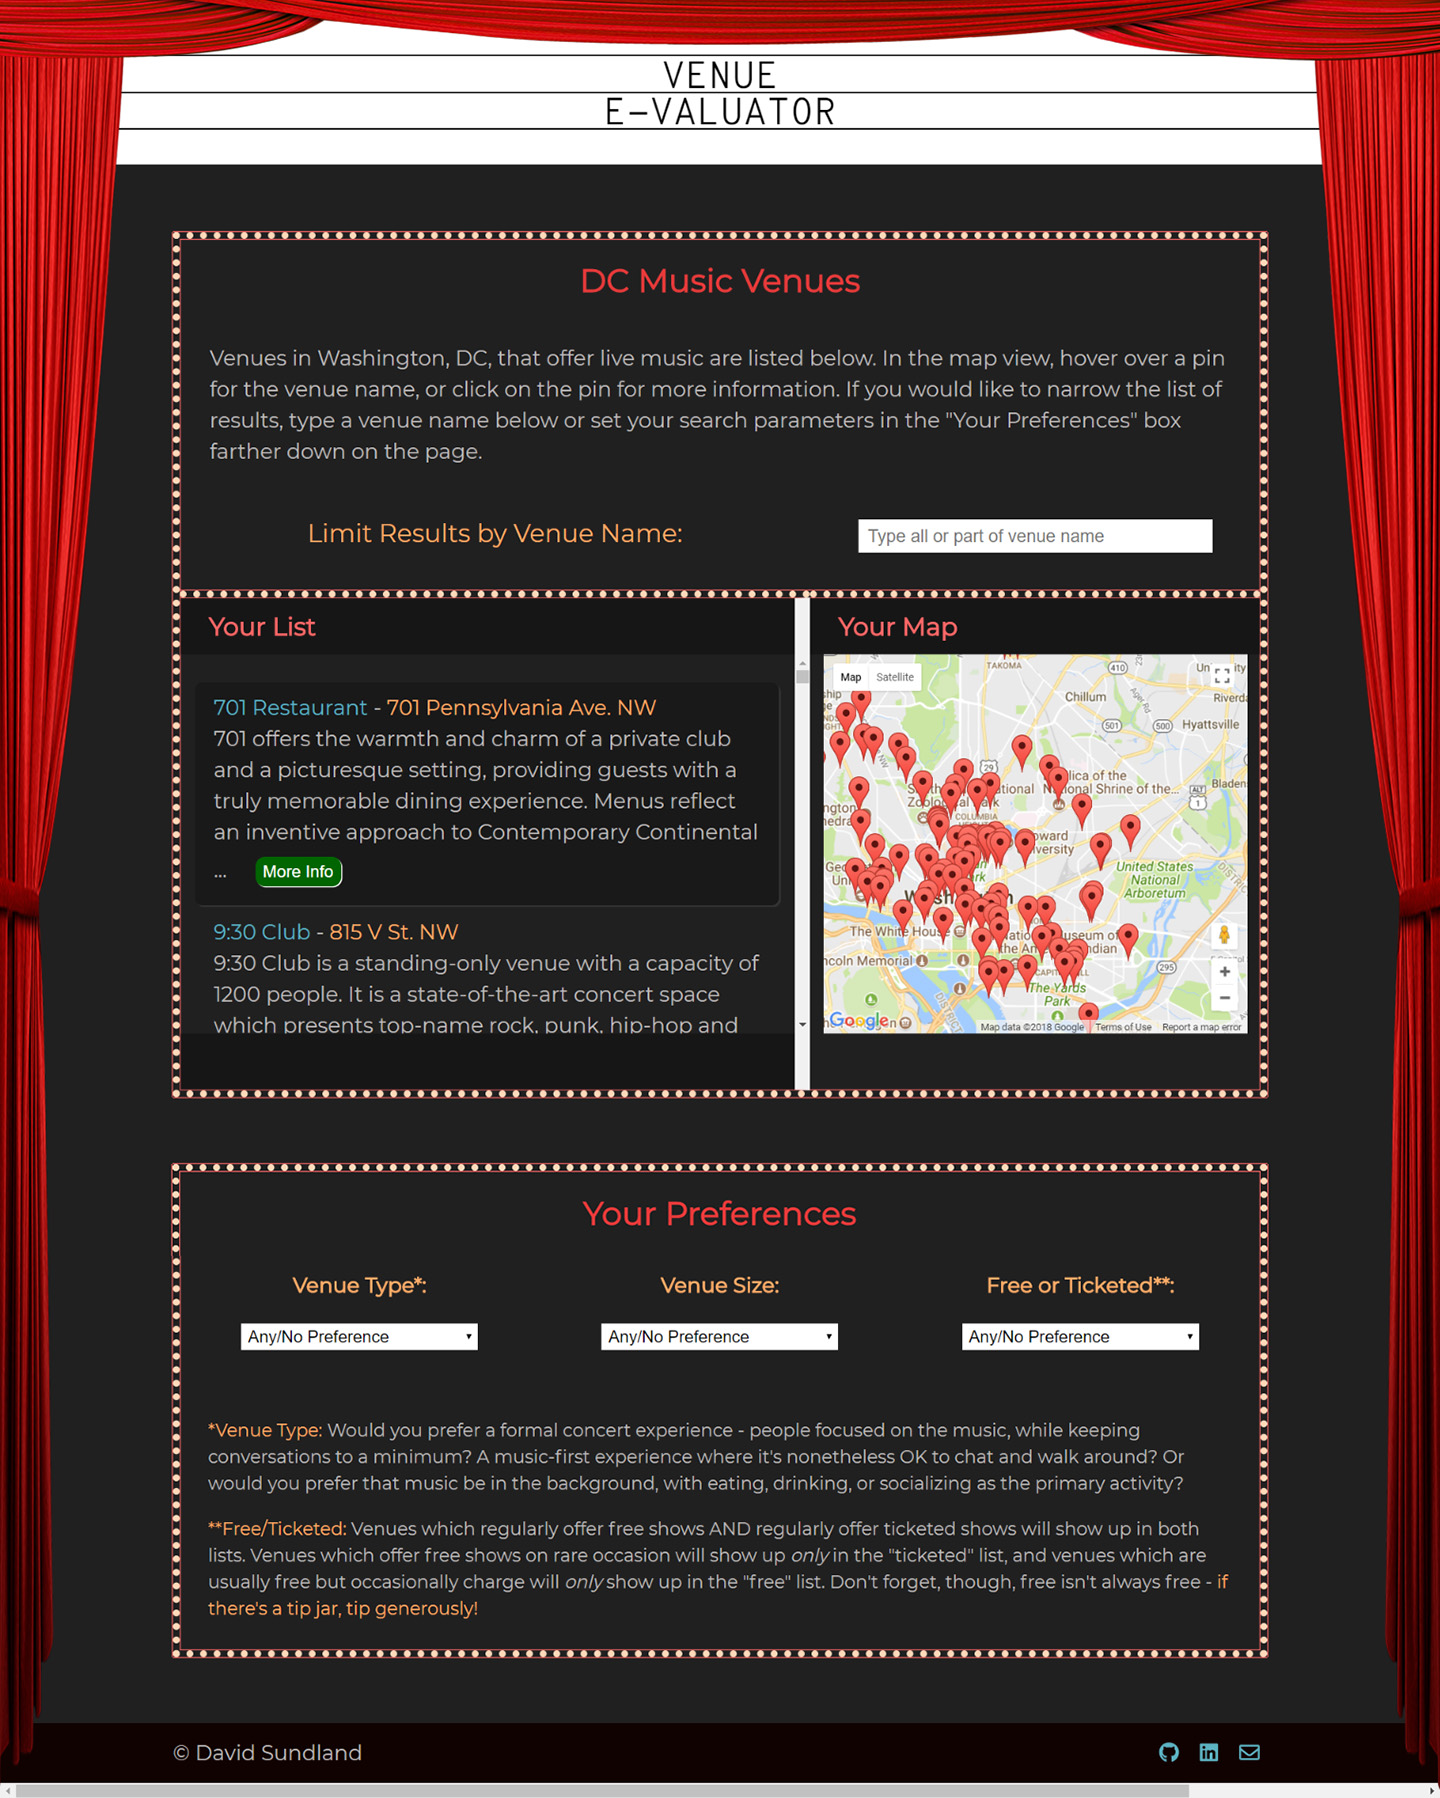 VENUE
E-VALUATOR
DC Music Venues
Venues in Washington, DC, that offer live music are listed below. In the map view, hover over a pin
for the venue name, or click on the pin for more information. If you would like to narrow the list of
results, type a venue name below or set your search parameters in the "Your Preferences" box
farther down on the page.
Limit Results by Venue Name:
Type all or part of venue name
Your List
701 Restaurant - 701 Pennsylvania Ave. NW
701 offers the warmth and charm of a private club
and a picturesque setting, providing guests with a
truly memorable dining experience. Menus reflect
an inventive approach to Contemporary Continental
... More Info
9:30 Club - 815 V St. NW
9:30 Club is a standing-only venue with a capacity of
1200 people. It is a state-of-the-art concert space
which presents top-name rock, punk, hip-hop and
Your Map
Map Satellite
TAKOMA
410
Chillum
501
500
Hyattsville
29
ALT
1
COLUMBIA
United States
National
Arboretum
The White House
295
The Yards
Park
Google
Map data ©2018 Google
Terms of Use
Report a map error
Your Preferences
Venue Type*:
Any/No Preference
Venue Size:
Any/No Preference
Free or Ticketed**:
Any/No Preference
*Venue Type: Would you prefer a formal concert experience - people focused on the music, while keeping
conversations to a minimum? A music-first experience where it's nonetheless OK to chat and walk around? Or
would you prefer that music be in the background, with eating, drinking, or socializing as the primary activity?
**Free/Ticketed: Venues which regularly offer free shows AND regularly offer ticketed shows will show up in both
lists. Venues which offer free shows on rare occasion will show up only in the "ticketed" list, and venues which are
usually free but occasionally charge will only show up in the "free" list. Don't forget, though, free isn't always free - if
there's a tip jar, tip generously!
© David Sundland